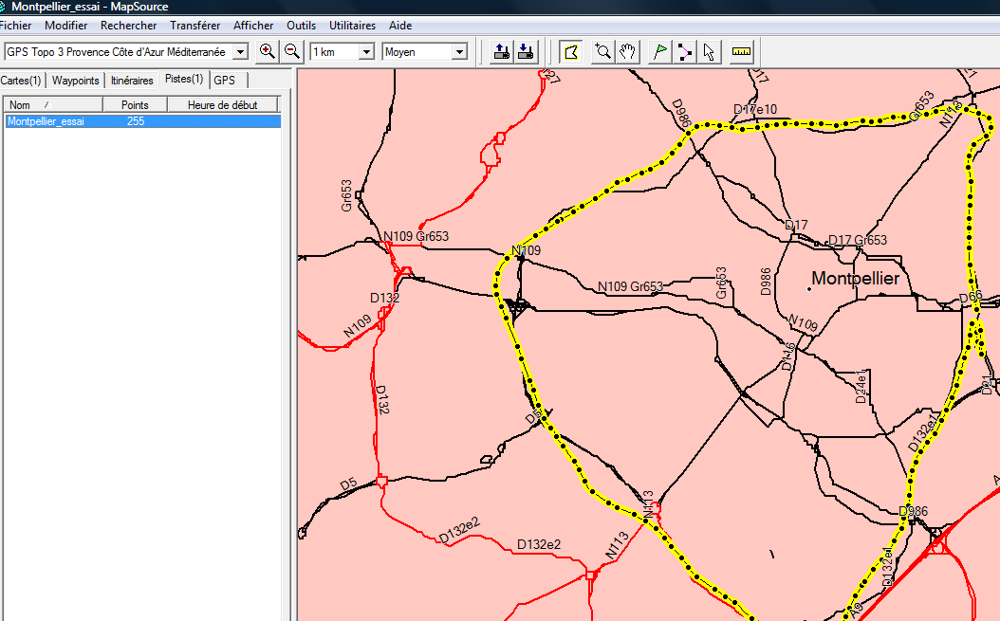 Montpellier_essai - MapSource
Fichier Modifier Rechercher Transférer Afficher Outils Utilitaires Aide
GPS Topo 3 Provence Côte d'Azur Méditerranée 1 km Moyen
Cartes(1) Waypoints Itinéraires Pistes(1) GPS
Nom Points Heure de début
Montpellier_essai 255
D17
D986
D17e10
Gr653
N113
Gr653
N109 Gr653
N109
D17
D17 Gr653
Montpellier
D986
Gr653
N109 Gr653
D66
D132
N109
N109
D116
D24e1
D21
D132
D5
D132e1
D5
N113
D986
D132e2
D132e2
N113
D132e1
A9